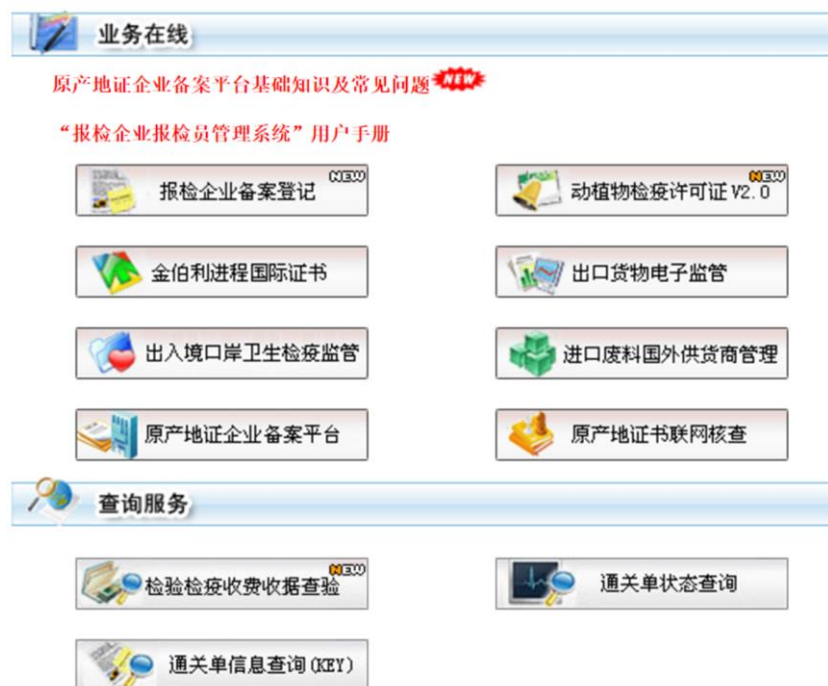 业务在线
原产地证企业备案平台基础知识及常见问题 NEW
“报检企业报检员管理系统”用户手册
报检企业备案登记 NEW
动植物检疫许可证V2.0 NEW
金伯利进程国际证书
出口货物电子监管
出入境口岸卫生检疫监管
进口废料国外供货商管理
原产地证企业备案平台
原产地证书联网核查
查询服务
检验检疫收费收据查验 NEW
通关单状态查询
通关单信息查询(KEY)